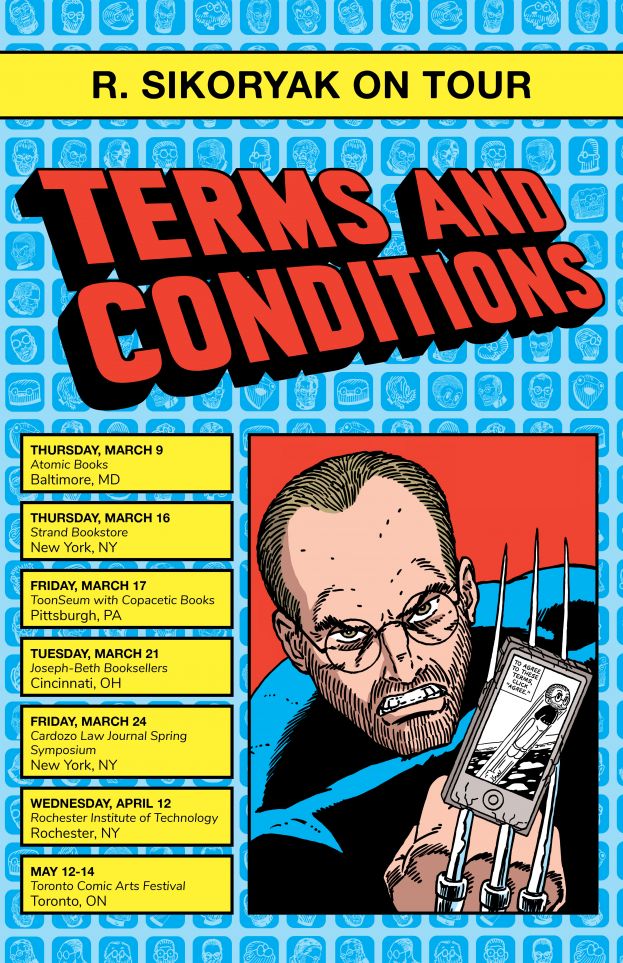 R. SIKORYAK ON TOUR
TERMS AND
CONDITIONS
THURSDAY, MARCH 9
Atomic Books
Baltimore, MD
THURSDAY, MARCH 16
Strand Bookstore
New York, NY
FRIDAY, MARCH 17
ToonSeum with Copacetic Books
Pittsburgh, PA
TUESDAY, MARCH 21
Joseph-Beth Booksellers
Cincinnati, OH
FRIDAY, MARCH 24
Cardozo Law Journal Spring
Symposium
New York, NY
WEDNESDAY, APRIL 12
Rochester Institute of Technology
Rochester, NY
MAY 12-14
Toronto Comic Arts Festival
Toronto, ON
TO AGREE
TO THESE
TERMS,
CLICK
"AGREE."